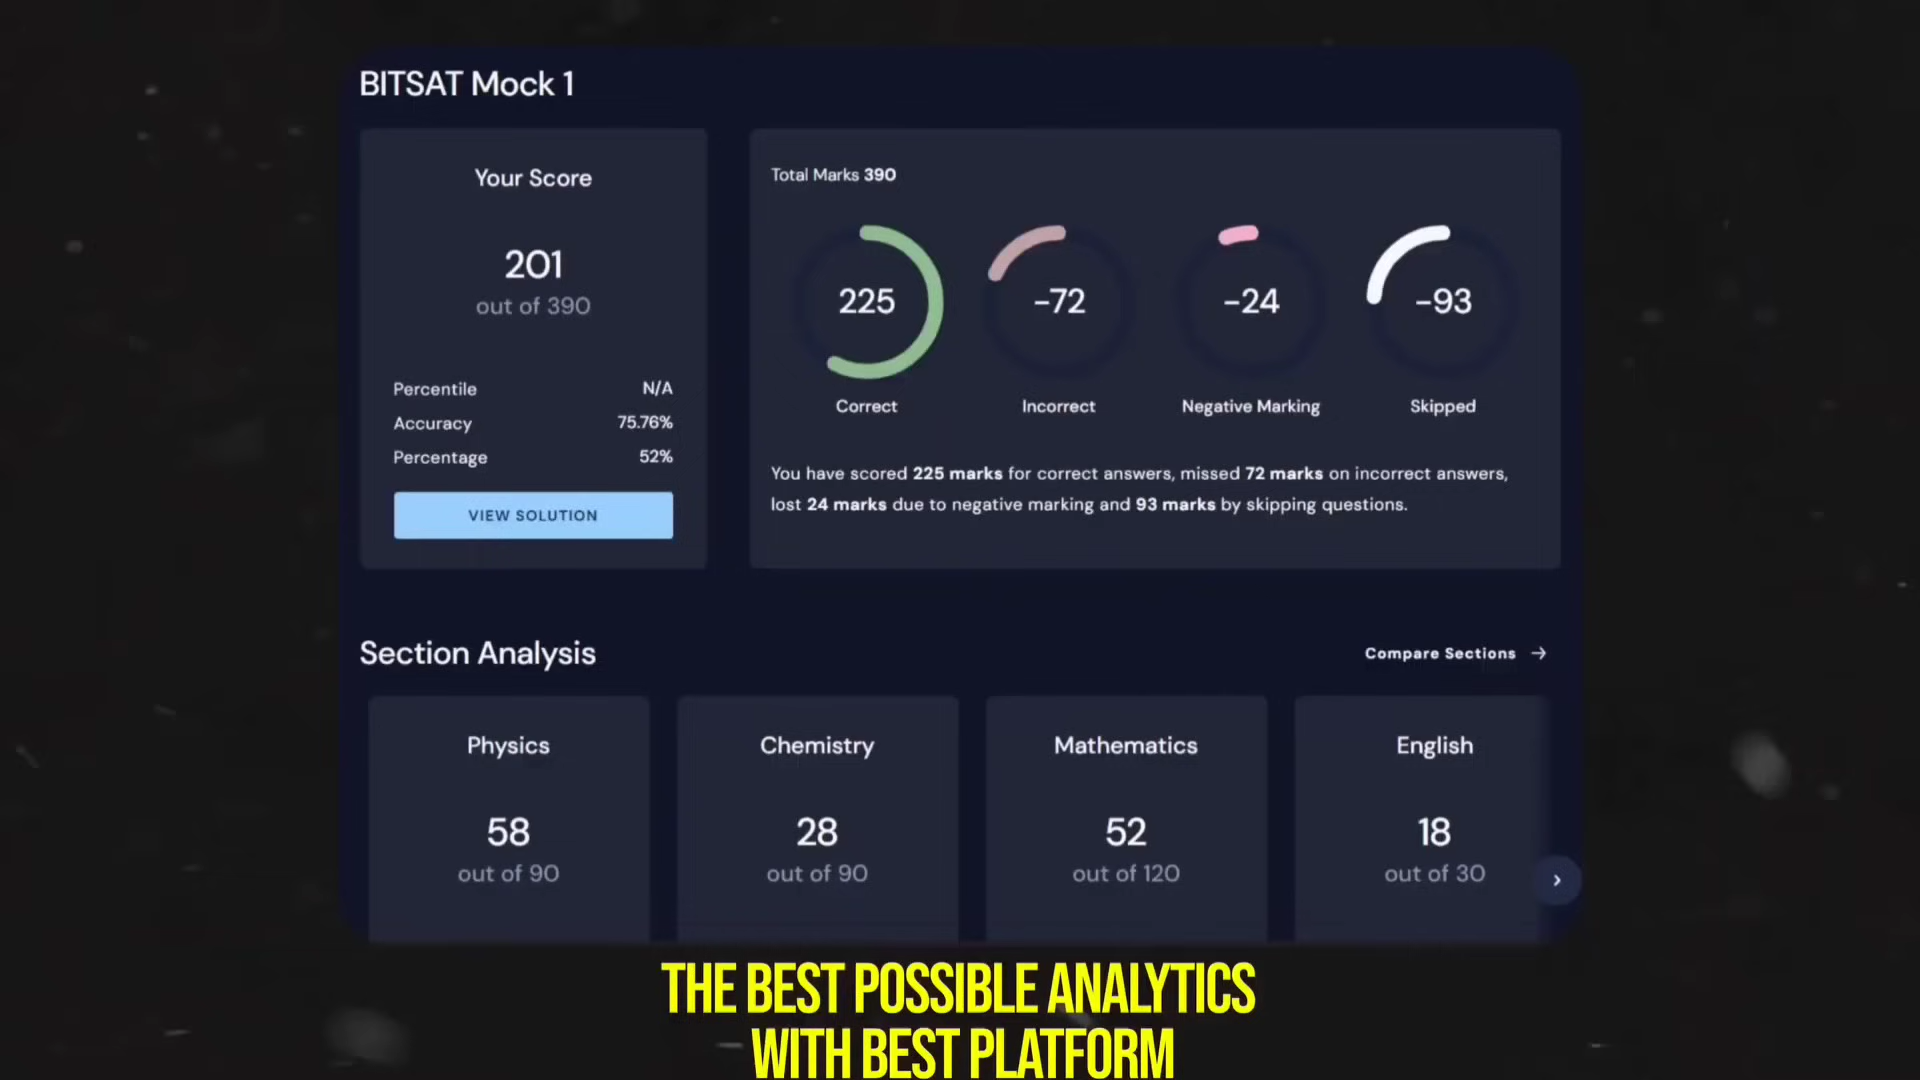 BITSAT Mock 1
Your Score
201
out of 390
Percentile N/A
Accuracy 75.76%
Percentage 52%
VIEW SOLUTION
Total Marks 390
225
Correct
-72
Incorrect
-24
Negative Marking
-93
Skipped
You have scored 225 marks for correct answers, missed 72 marks on incorrect answers,
lost 24 marks due to negative marking and 93 marks by skipping questions.
Section Analysis
Compare Sections →
Physics
58
out of 90
Chemistry
28
out of 90
Mathematics
52
out of 120
English
18
out of 30
THE BEST POSSIBLE ANALYTICS
WITH BEST PLATFORM